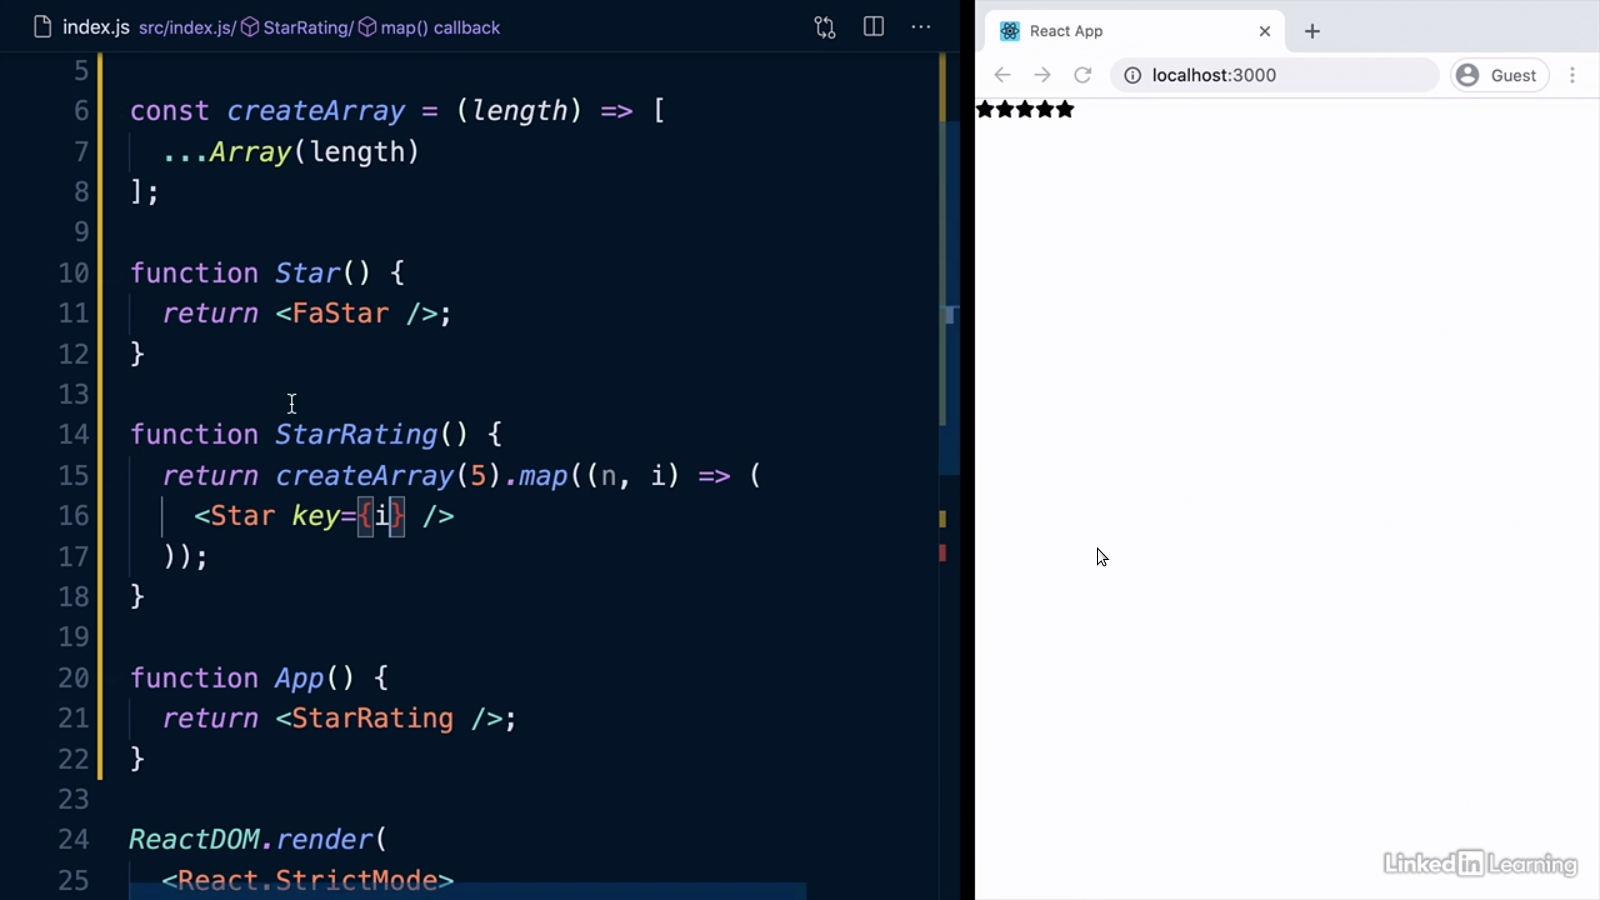 index.js src/index.js/ StarRating/ map() callback
5
6 const createArray = (length) => [
7 ...Array(length)
8 ];
9
10 function Star() {
11 return <FaStar />;
12 }
13
14 function StarRating() {
15 return createArray(5).map((n, i) => (
16 <Star key={i} />
17 ));
18 }
19
20 function App() {
21 return <StarRating />;
22 }
23
24 ReactDOM.render(
25 <React.StrictMode>
React App
localhost:3000 Guest
LinkedIn Learning